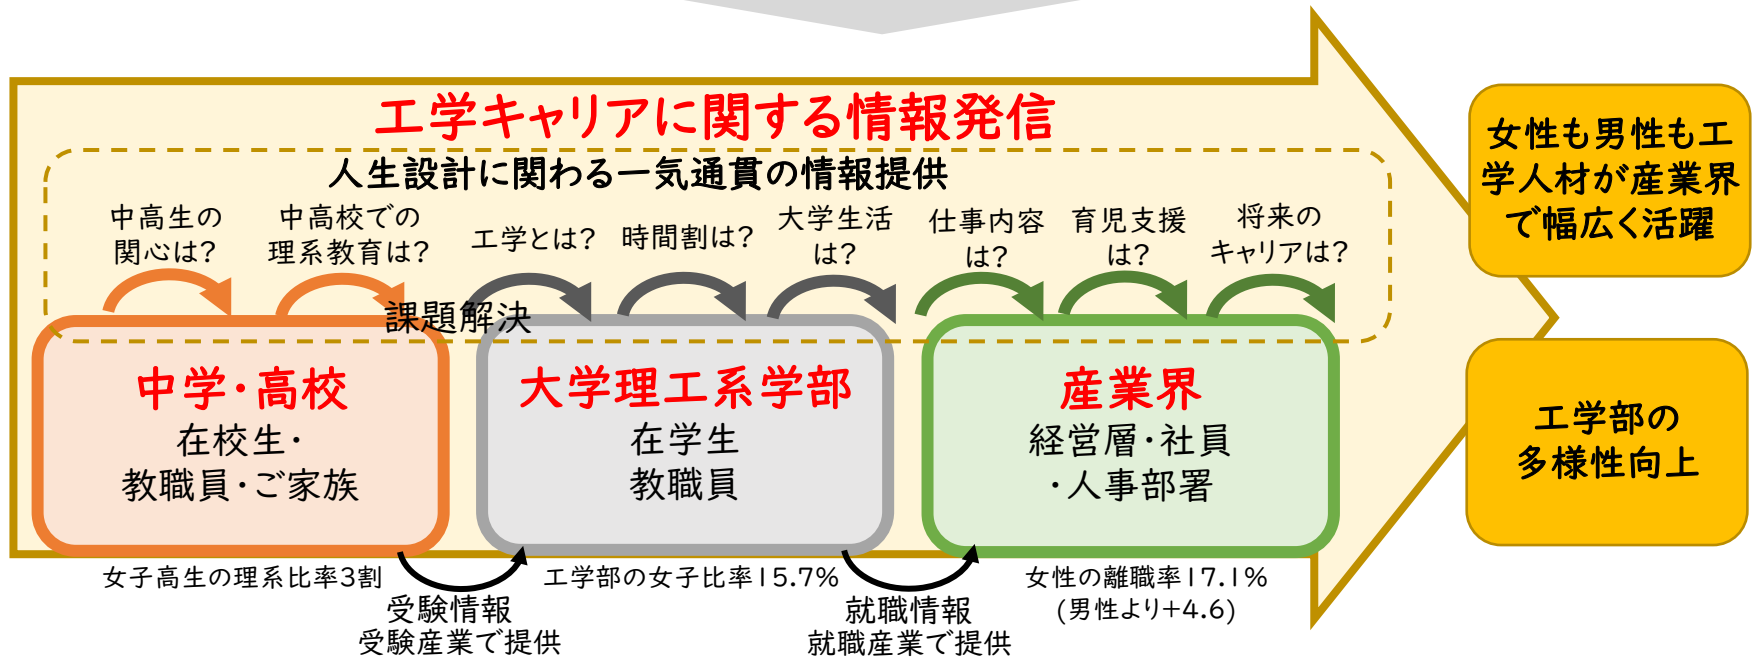 工学キャリアに関する情報発信
人生設計に関わる一気通貫の情報提供
中高生の
関心は?
中高校での
理系教育は?
工学とは?
時間割は?
大学生活
は?
仕事内容
は?
育児支援
は?
将来の
キャリアは?
課題解決
中学・高校
在校生・
教職員・ご家族
大学理工系学部
在学生
教職員
産業界
経営層・社員
・人事部署
女子高生の理系比率3割
受験情報
受験産業で提供
工学部の女子比率15.7%
就職情報
就職産業で提供
女性の離職率17.1%
(男性より+4.6)
女性も男性も工
学人材が産業界
で幅広く活躍
工学部の
多様性向上